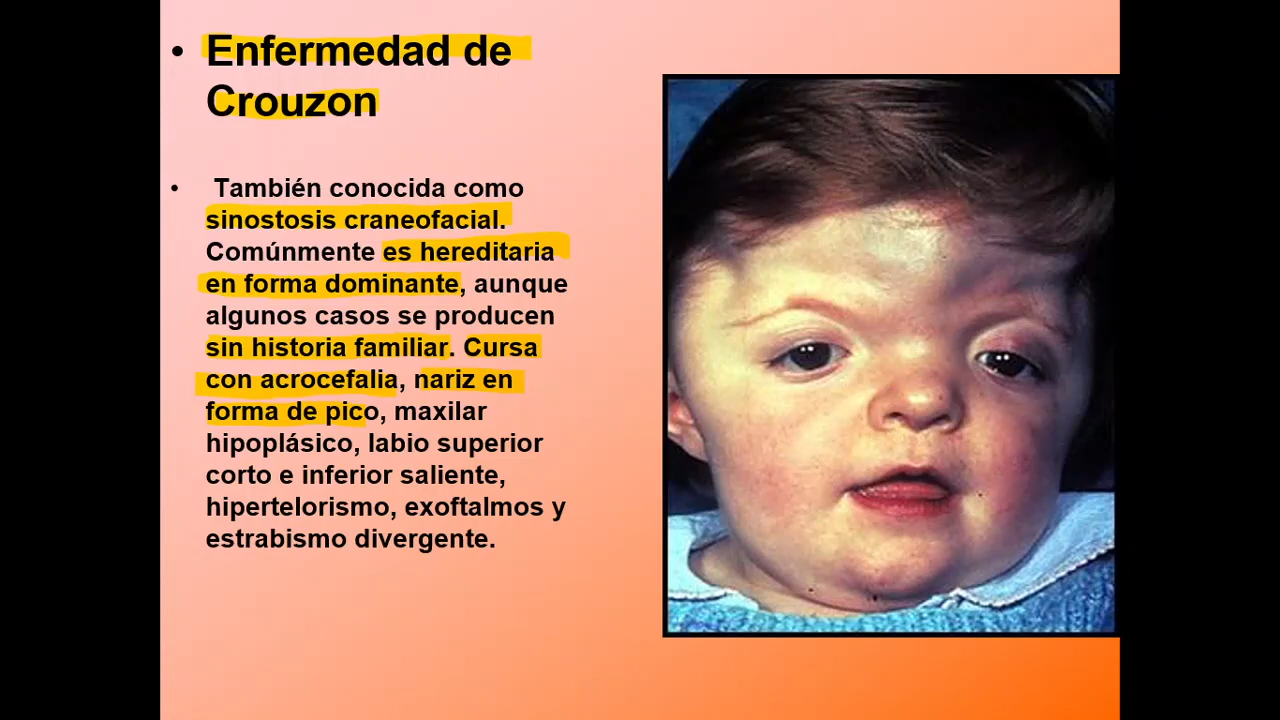 • Enfermedad de
Crouzon
• También conocida como
sinostosis craneofacial.
Comúnmente es hereditaria
en forma dominante, aunque
algunos casos se producen
sin historia familiar. Cursa
con acrocefalia, nariz en
forma de pico, maxilar
hipoplásico, labio superior
corto e inferior saliente,
hipertelorismo, exoftalmos y
estrabismo divergente.